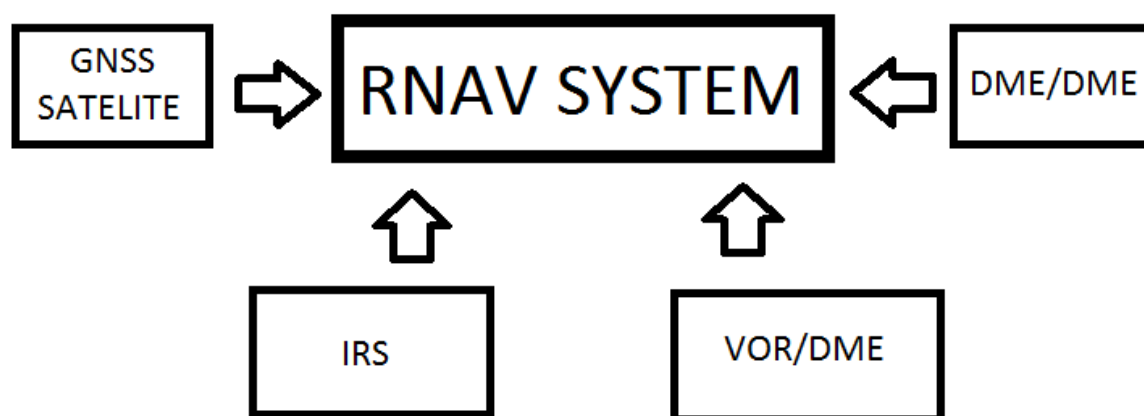 GNSS
SATELITE
RNAV SYSTEM
DME/DME
IRS
VOR/DME